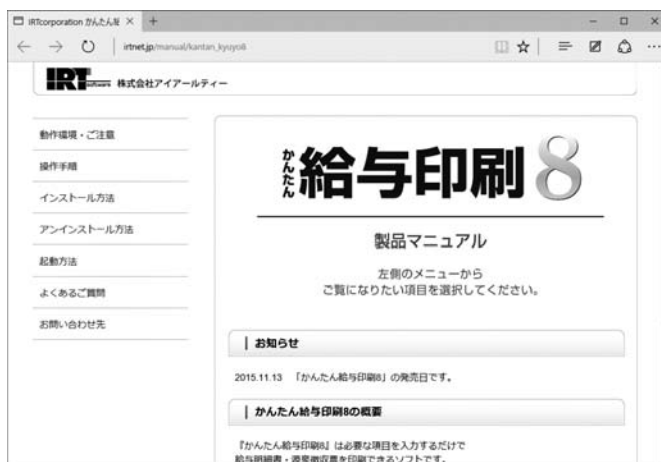 IRTcorporation かんたん給
irtnet.jp/manual/kantan_kyuyo8
IRT software 株式会社アイアールティー
動作環境・ご注意
操作手順
インストール方法
アンインストール方法
起動方法
よくあるご質問
お問い合わせ先
かんたん給与印刷8
製品マニュアル
左側のメニューから
ご覧になりたい項目を選択してください。
お知らせ
2015.11.13 「かんたん給与印刷8」の発売日です。
かんたん給与印刷8の概要
『かんたん給与印刷8』は必要な項目を入力するだけで
給与明細書・源泉徴収票を印刷できるソフトです。